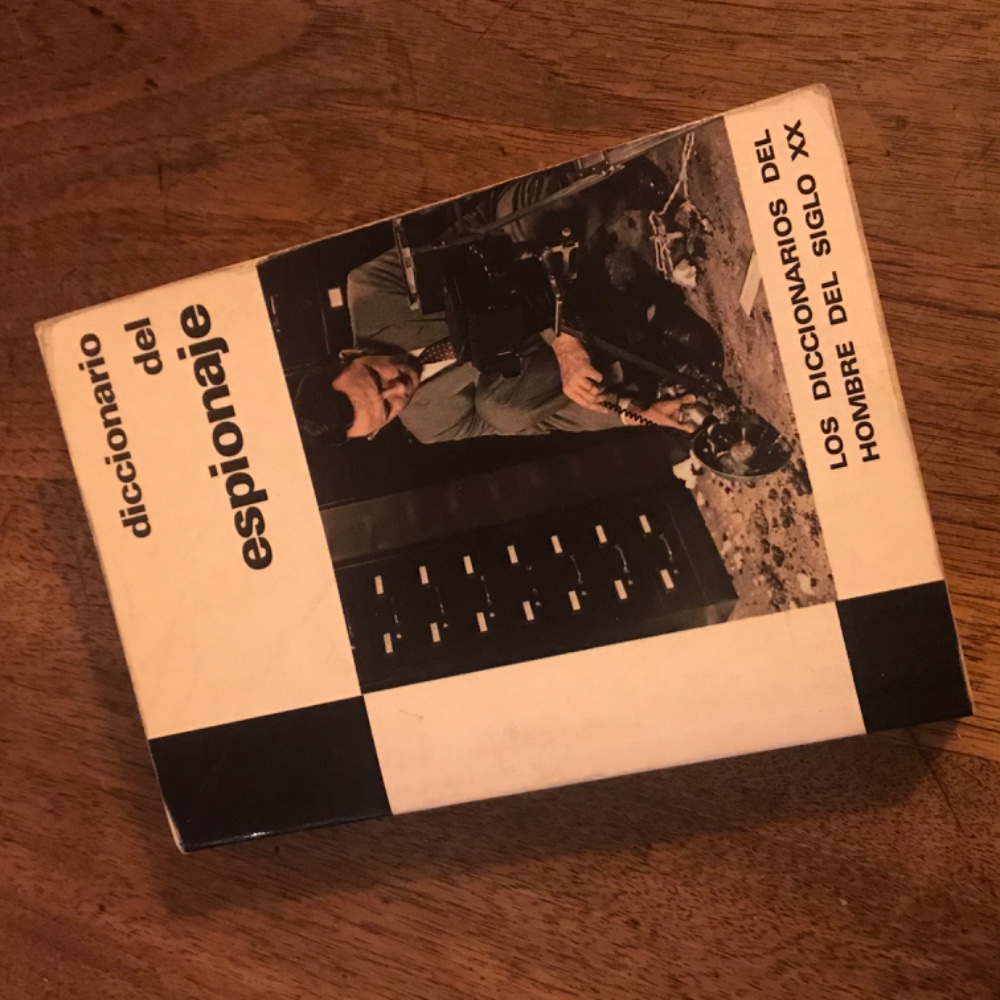 diccionario
del
espionaje
LOS DICCIONARIOS DEL
HOMBRE DEL SIGLO XX